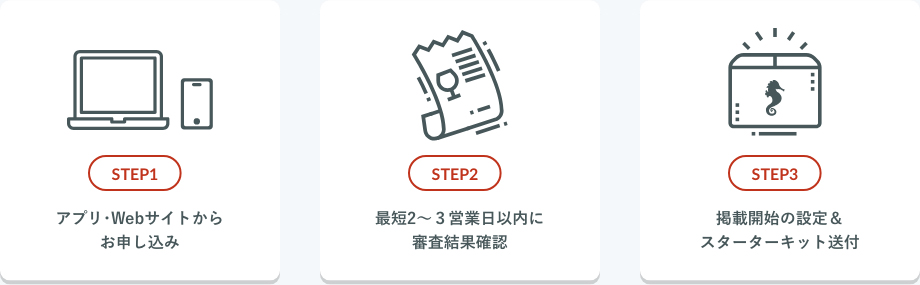 STEP1
アプリ・Webサイトから
お申し込み
STEP2
最短2〜３営業日以内に
審査結果確認
STEP3
掲載開始の設定＆
スターターキット送付